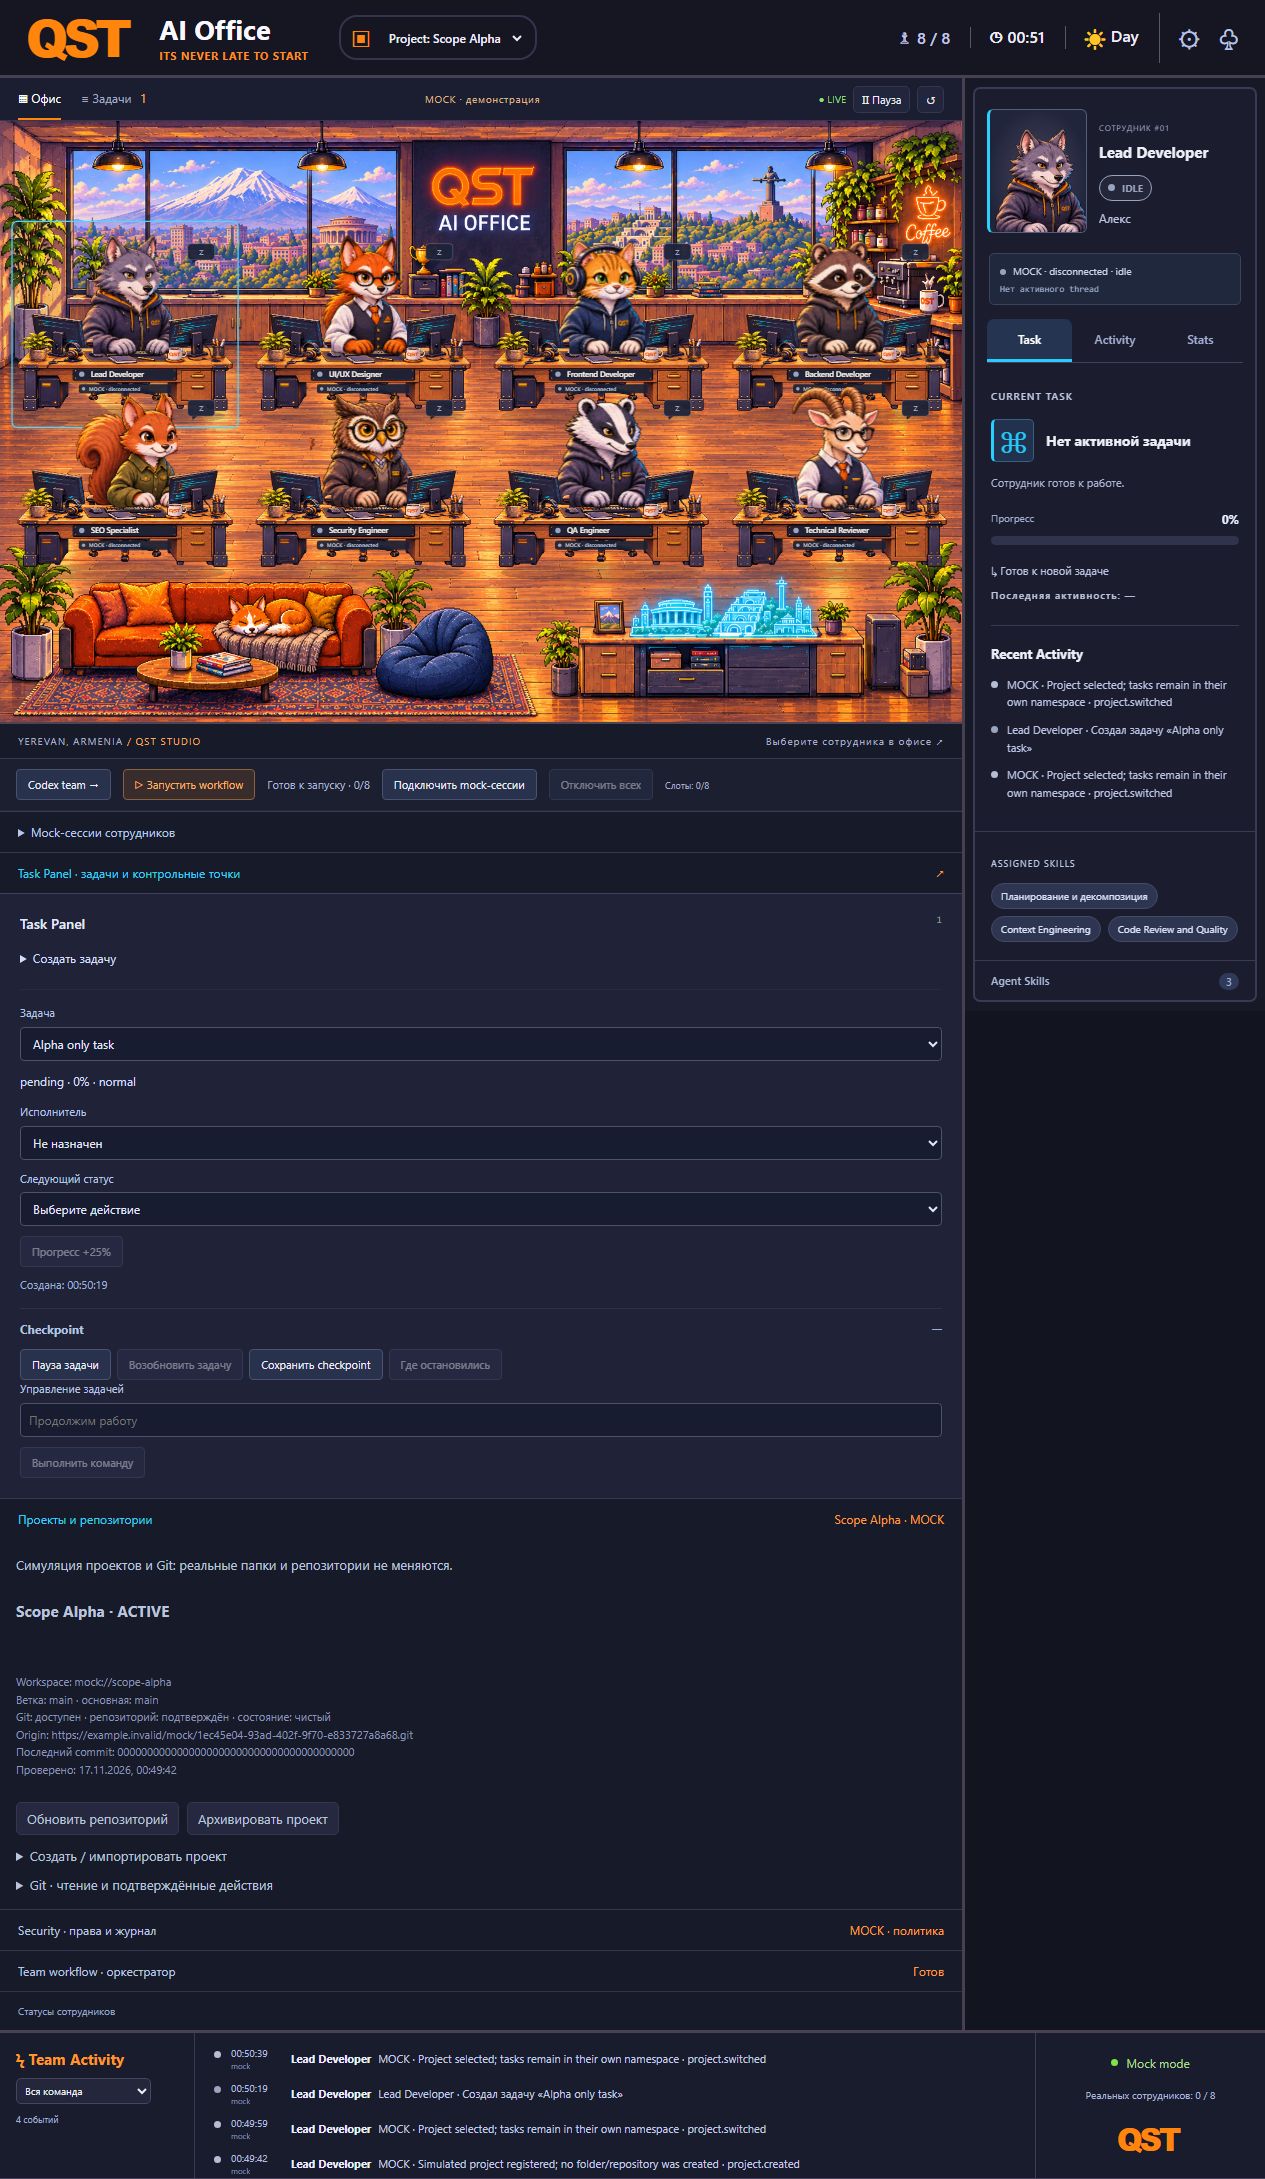 QST
AI Office
ITS NEVER LATE TO START
Project: Scope Alpha
8 / 8
00:51
Day
Офис
Задачи 1
MOCK · демонстрация
LIVE
Пауза
QST
AI OFFICE
Coffee
QST
z
z
z
z
Lead Developer
MOCK · disconnected
UI/UX Designer
MOCK · disconnected
Frontend Developer
MOCK · disconnected
Backend Developer
MOCK · disconnected
z
z
z
z
SEO Specialist
MOCK · disconnected
Security Engineer
MOCK · disconnected
QA Engineer
MOCK · disconnected
Technical Reviewer
MOCK · disconnected
YEREVAN, ARMENIA / QST STUDIO
Выберите сотрудника в офисе ↗
Codex team →
▷ Запустить workflow
Готов к запуску · 0/8
Подключить mock-сессии
Отключить всех
Слоты: 0/8
▶ Mock-сессии сотрудников
Task Panel · задачи и контрольные точки ↗
Task Panel 1
▶ Создать задачу
Задача
Alpha only task
pending · 0% · normal
Исполнитель
Не назначен
Следующий статус
Выберите действие
Прогресс +25%
Создана: 00:50:19
Checkpoint —
Пауза задачи
Возобновить задачу
Сохранить checkpoint
Где остановились
Управление задачей
Продолжим работу
Выполнить команду
Проекты и репозитории
Scope Alpha · MOCK
Симуляция проектов и Git: реальные папки и репозитории не меняются.
Scope Alpha · ACTIVE
Workspace: mock://scope-alpha
Ветка: main · основная: main
Git: доступен · репозиторий: подтверждён · состояние: чистый
Origin: https://example.invalid/mock/1ec45e04-93ad-402f-9f70-e833727a8a68.git
Последний commit: 0000000000000000000000000000000000000000
Проверено: 17.11.2026, 00:49:42
Обновить репозиторий
Архивировать проект
▶ Создать / импортировать проект
▶ Git · чтение и подтверждённые действия
Security · права и журнал
MOCK · политика
Team workflow · оркестратор
Готов
Статусы сотрудников
СОТРУДНИК #01
Lead Developer
IDLE
Алекс
MOCK · disconnected · idle
Нет активного thread
Task
Activity
Stats
CURRENT TASK
Нет активной задачи
Сотрудник готов к работе.
Прогресс 0%
↳ Готов к новой задаче
Последняя активность: —
Recent Activity
MOCK · Project selected; tasks remain in their
own namespace · project.switched
Lead Developer · Создал задачу «Alpha only
task»
MOCK · Project selected; tasks remain in their
own namespace · project.switched
ASSIGNED SKILLS
Планирование и декомпозиция
Context Engineering
Code Review and Quality
Agent Skills 3
Team Activity
Вся команда
4 событий
00:50:39
mock
Lead Developer MOCK · Project selected; tasks remain in their own namespace · project.switched
00:50:19
mock
Lead Developer Lead Developer · Создал задачу «Alpha only task»
00:49:59
mock
Lead Developer MOCK · Project selected; tasks remain in their own namespace · project.switched
00:49:42
mock
Lead Developer MOCK · Simulated project registered; no folder/repository was created · project.created
Mock mode
Реальных сотрудников: 0 / 8
QST